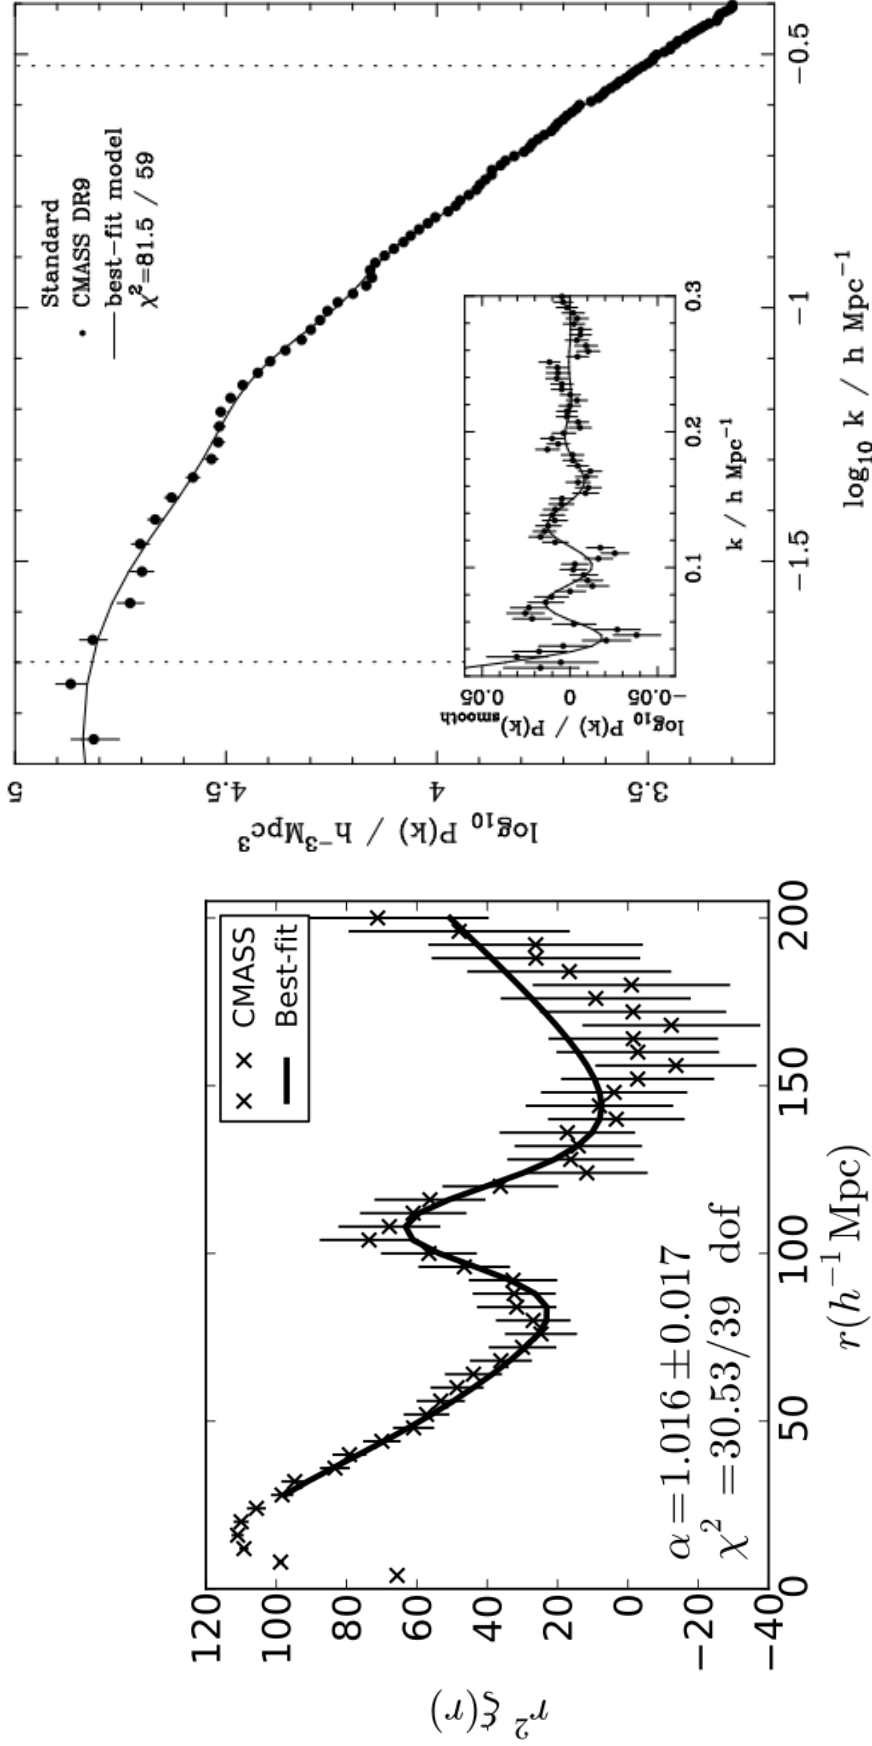 120
100
80
60
40
20
0
−20
−40
r² ξ(r)
0
50
100
150
200
r(h⁻¹ Mpc)
CMASS
Best-fit
α=1.016±0.017
χ² =30.53/39 dof
5
4.5
4
3.5
log₁₀ P(k) / h⁻³Mpc³
−1.5
−1
−0.5
log₁₀ k / h Mpc⁻¹
Standard
CMASS DR9
best−fit model
χ²=81.5 / 59
0.05
0
−0.05
log₁₀ P(k) / P(k)smooth
0.1
0.2
0.3
k / h Mpc⁻¹